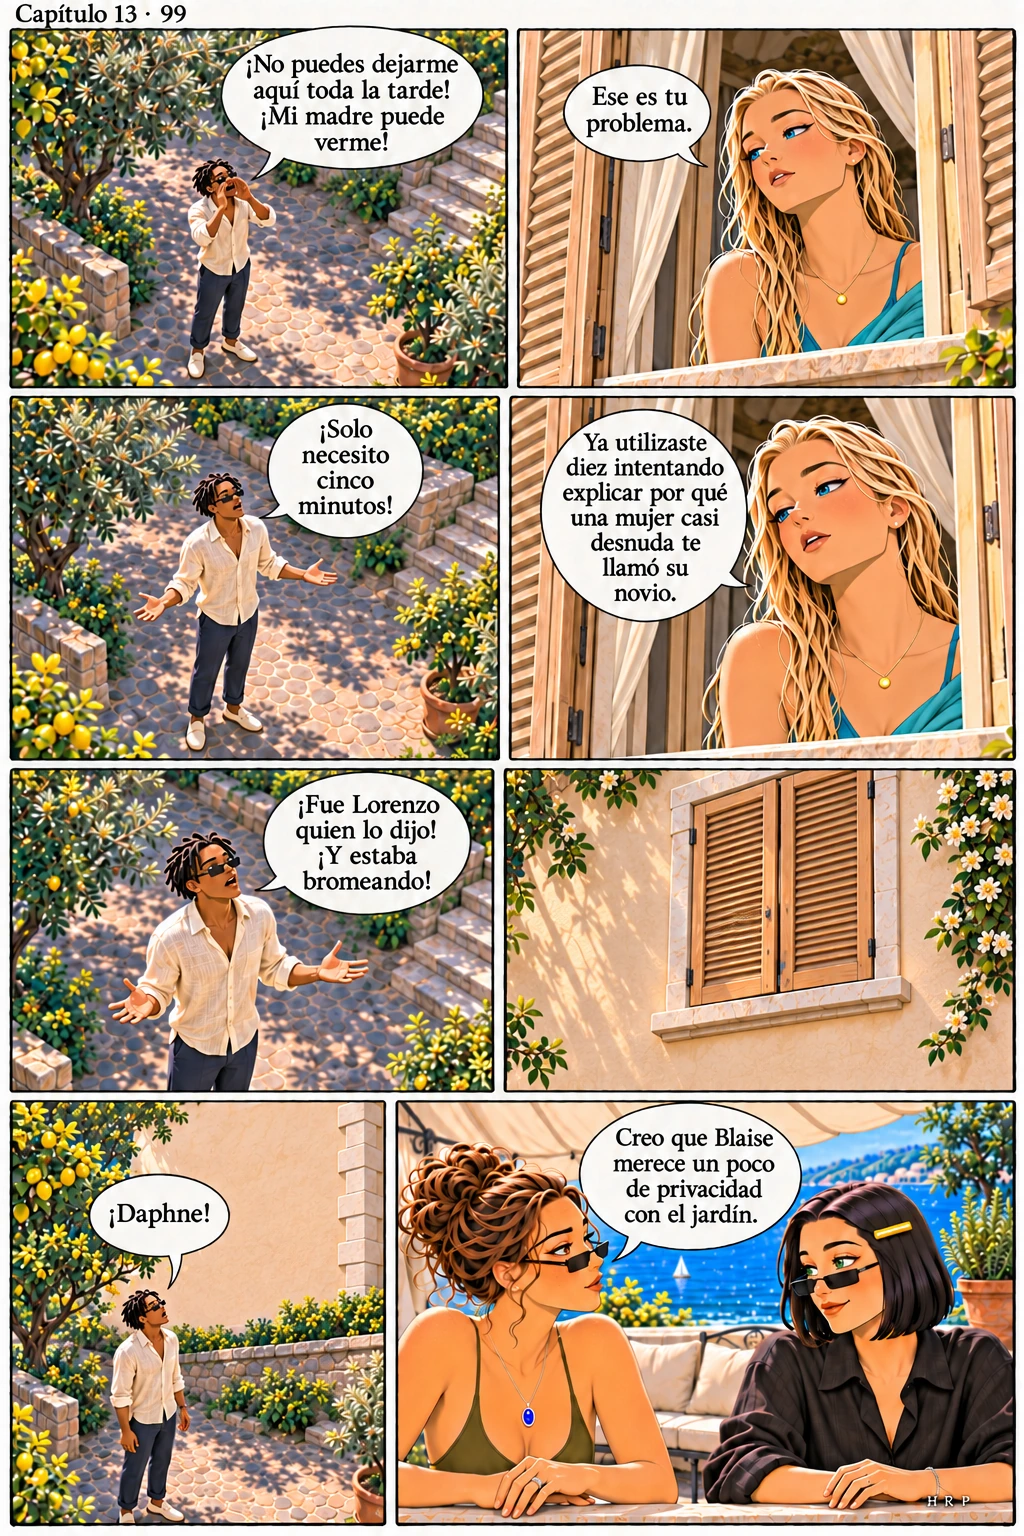 Capítulo 13 · 99
¡No puedes dejarme
aquí toda la tarde!
¡Mi madre puede
verme!
Ese es tu
problema.
¡Solo
necesito
cinco
minutos!
Ya utilizaste
diez intentando
explicar por qué
una mujer casi
desnuda te
llamó su
novio.
¡Fue Lorenzo
quien lo dijo!
¡Y estaba
bromeando!
¡Daphne!
Creo que Blaise
merece un poco
de privacidad
con el jardín.
H R P